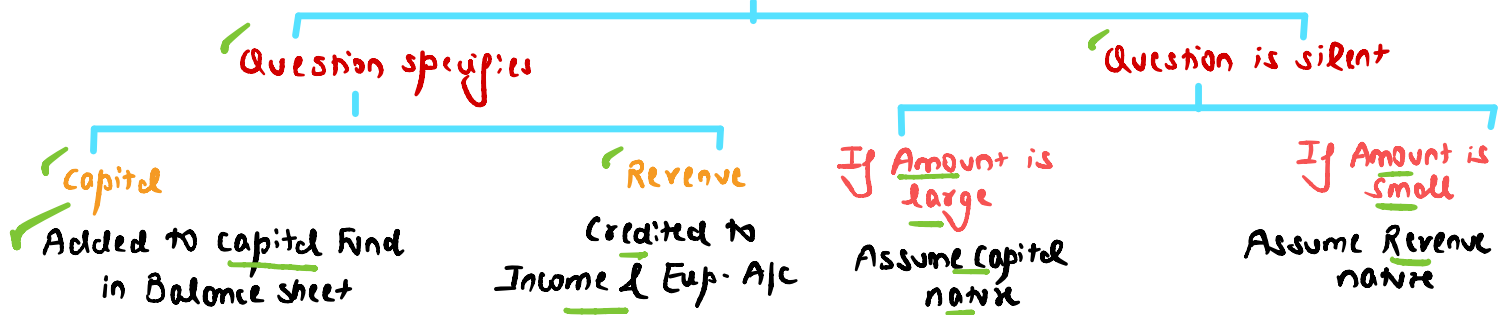 Question specifies
Question is silent
Capital
Revenue
If Amount is
large
If Amount is
small
Added to capital Fund
in Balance sheet
Credited to
Income & Exp. A/c
Assume Capital
nature
Assume Revenue
nature